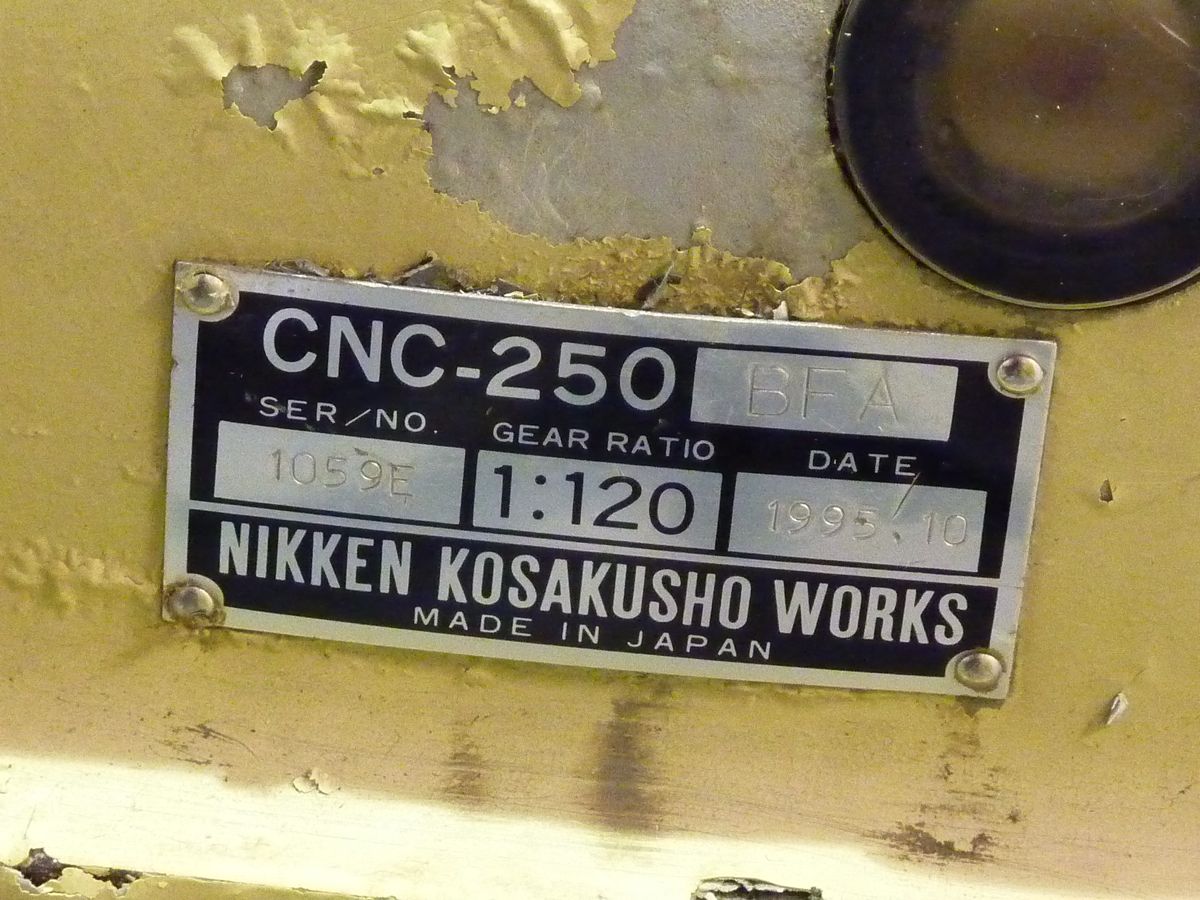 CNC-250 BFA
SER/NO. GEAR RATIO DATE
1059E 1:120 1995.10
NIKKEN KOSAKUSHO WORKS
MADE IN JAPAN